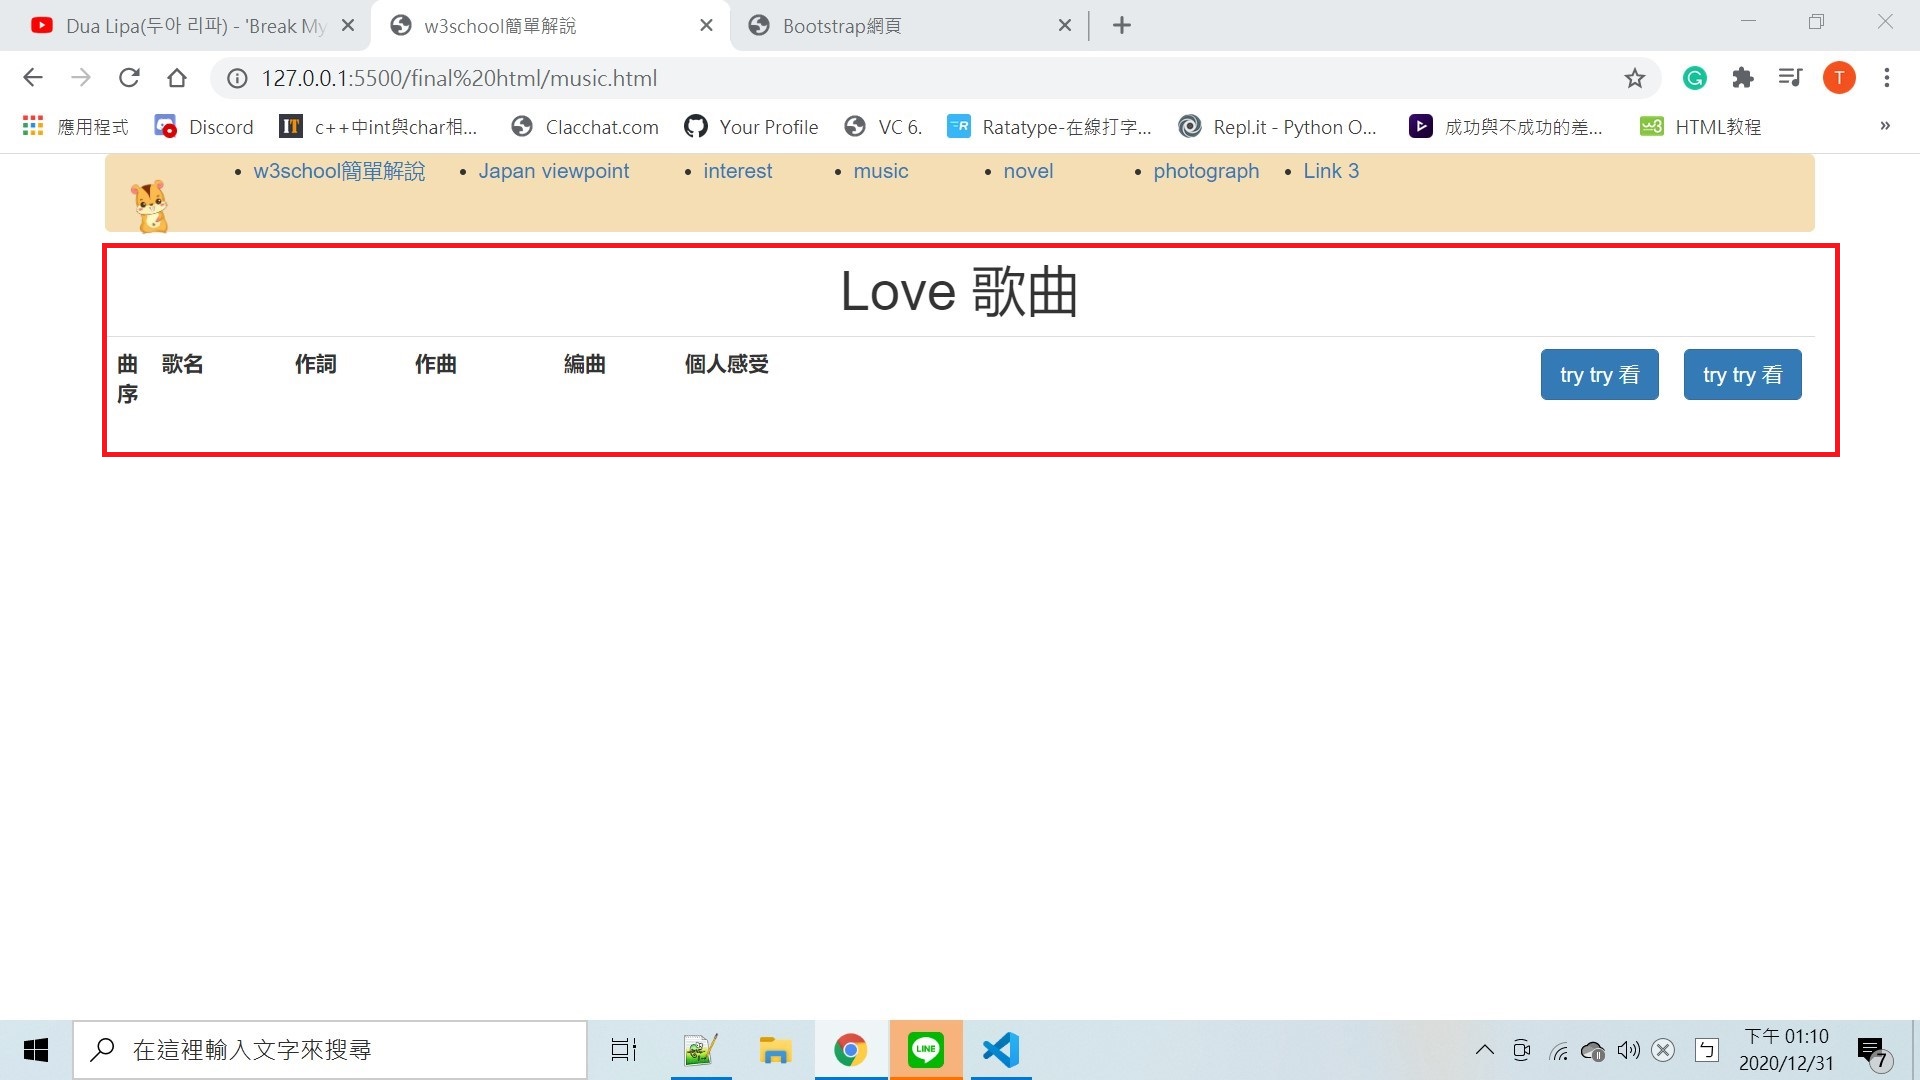 Dua Lipa(두아 리파) - 'Break My
w3school簡單解說
Bootstrap網頁
127.0.0.1:5500/final%20html/music.html
T
應用程式
Discord
IT
c++中int與char相...
Clacchat.com
Your Profile
VC 6.
Ratatype-在線打字...
Repl.it - Python O...
成功與不成功的差...
w3
HTML教程
»
w3school簡單解說
Japan viewpoint
interest
music
novel
photograph
Link 3
Love 歌曲
曲序
歌名
作詞
作曲
編曲
個人感受
try try 看
try try 看
在這裡輸入文字來搜尋
LINE
ㄅ
下午 01:10
2020/12/31
7